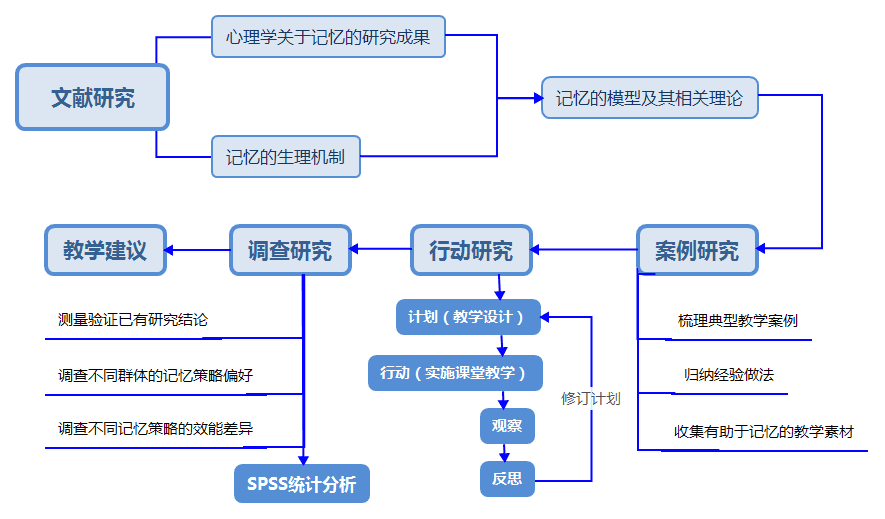 心理学关于记忆的研究成果
文献研究
记忆的模型及其相关理论
记忆的生理机制
教学建议
调查研究
行动研究
案例研究
测量验证已有研究结论
调查不同群体的记忆策略偏好
调查不同记忆策略的效能差异
SPSS统计分析
计划（教学设计）
行动（实施课堂教学）
观察
反思
修订计划
梳理典型教学案例
归纳经验做法
收集有助于记忆的教学素材